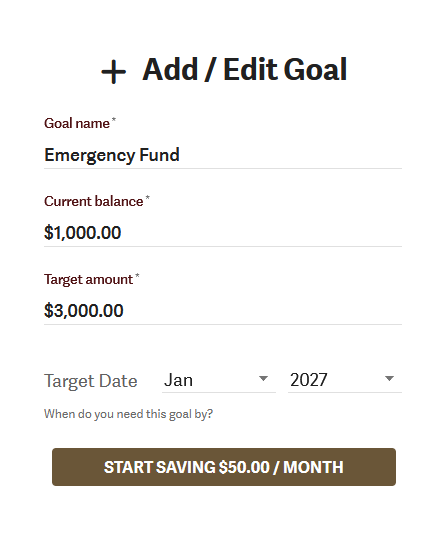 + Add / Edit Goal
Goal name*
Emergency Fund
Current balance*
$1,000.00
Target amount*
$3,000.00
Target Date Jan 2027
When do you need this goal by?
START SAVING $50.00 / MONTH